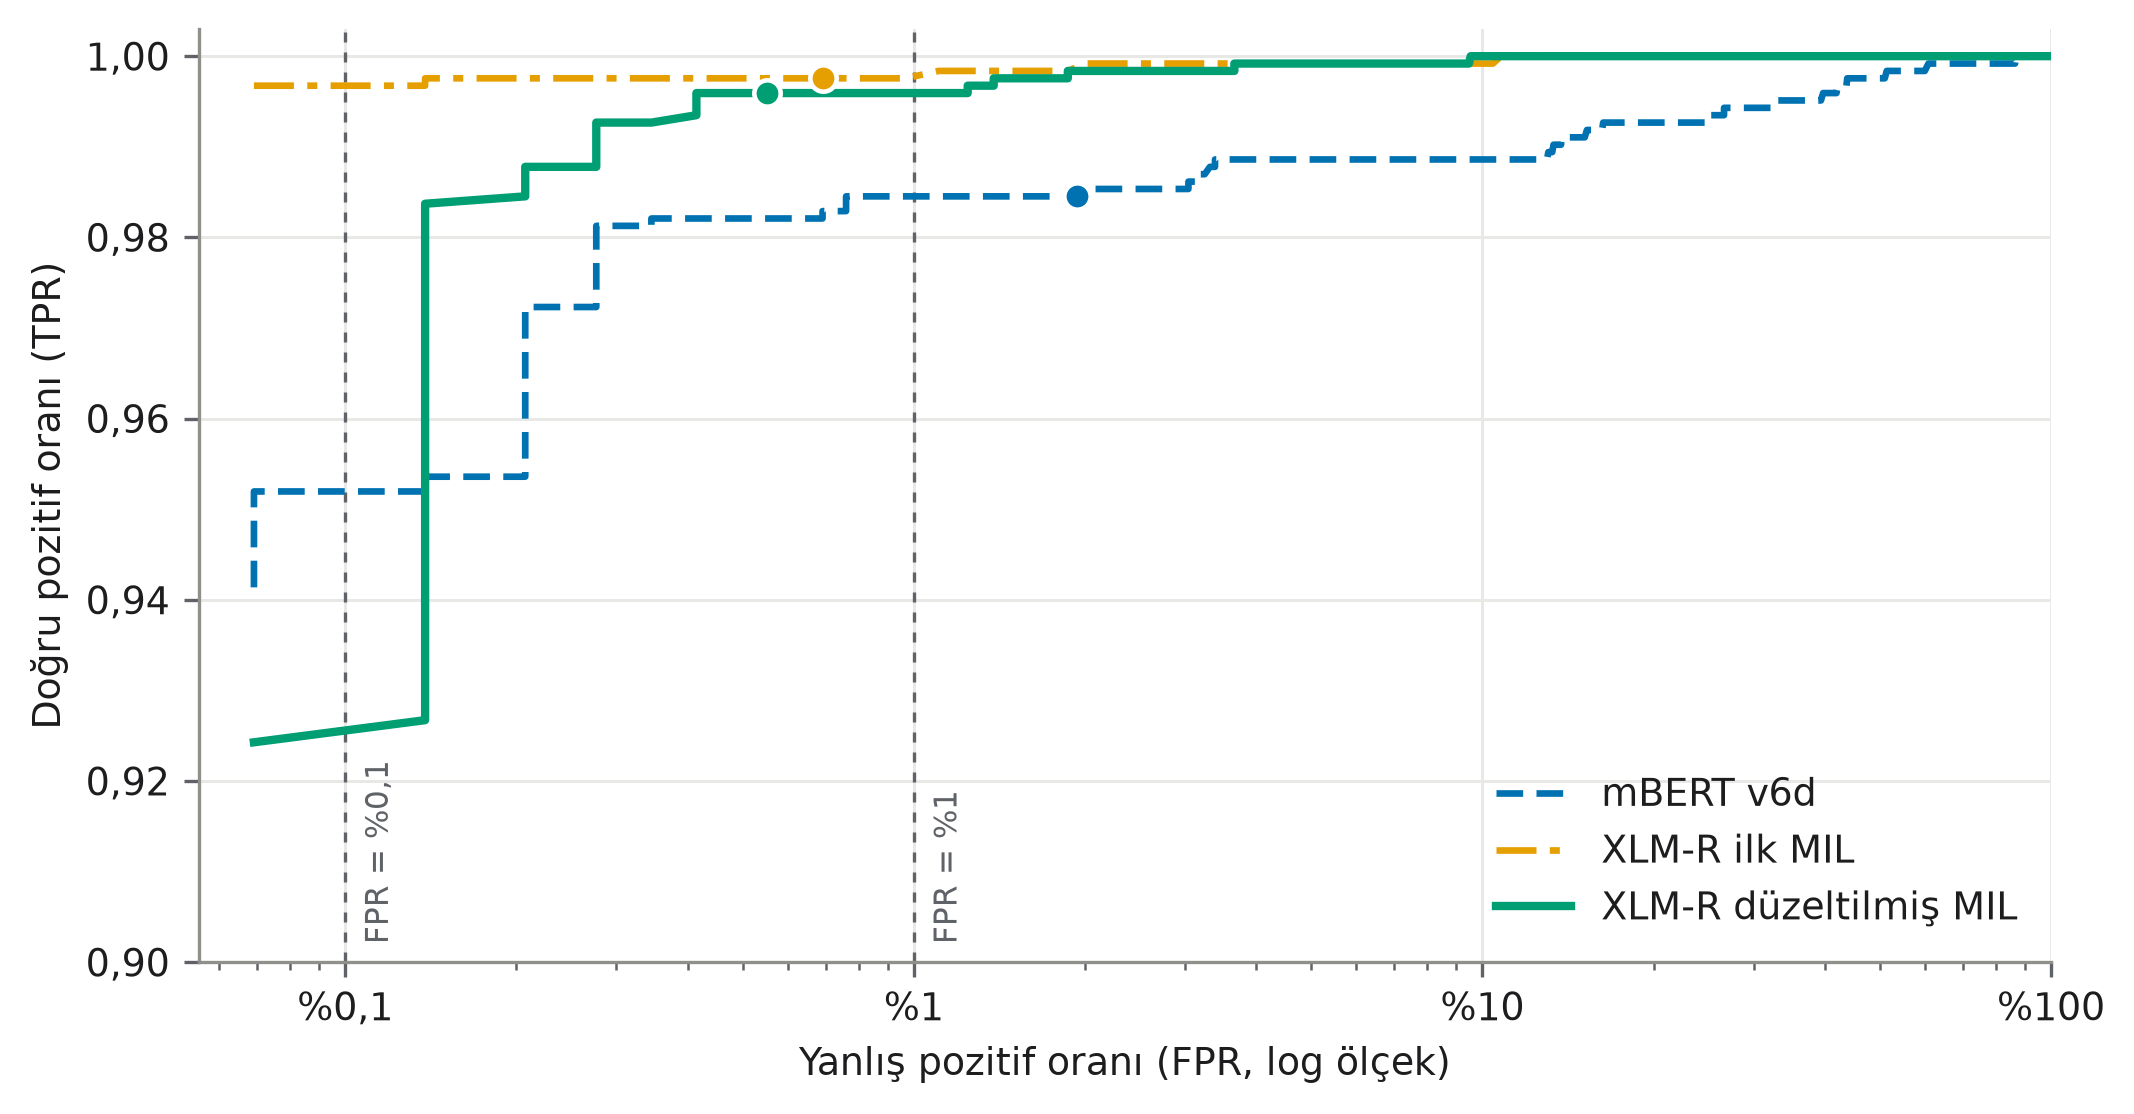 1,00
0,98
0,96
0,94
0,92
0,90
Doğru pozitif oranı (TPR)
FPR = %0,1
FPR = %1
mBERT v6d
XLM-R ilk MIL
XLM-R düzeltilmiş MIL
%0,1
%1
%10
%100
Yanlış pozitif oranı (FPR, log ölçek)